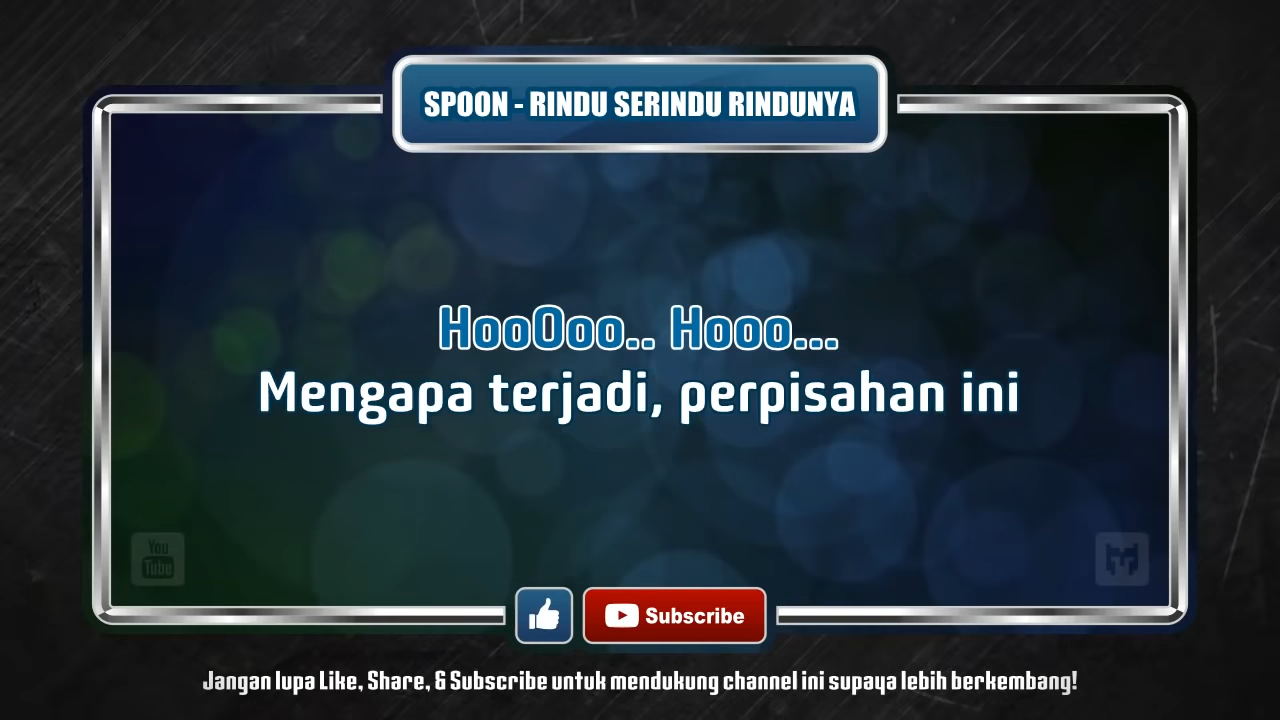 SPOON - RINDU SERINDU RINDUNYA
HooOoo.. Hooo...
Mengapa terjadi, perpisahan ini
You
Tube
Subscribe
Jangan lupa Like, Share, & Subscribe untuk mendukung channel ini supaya lebih berkembang!